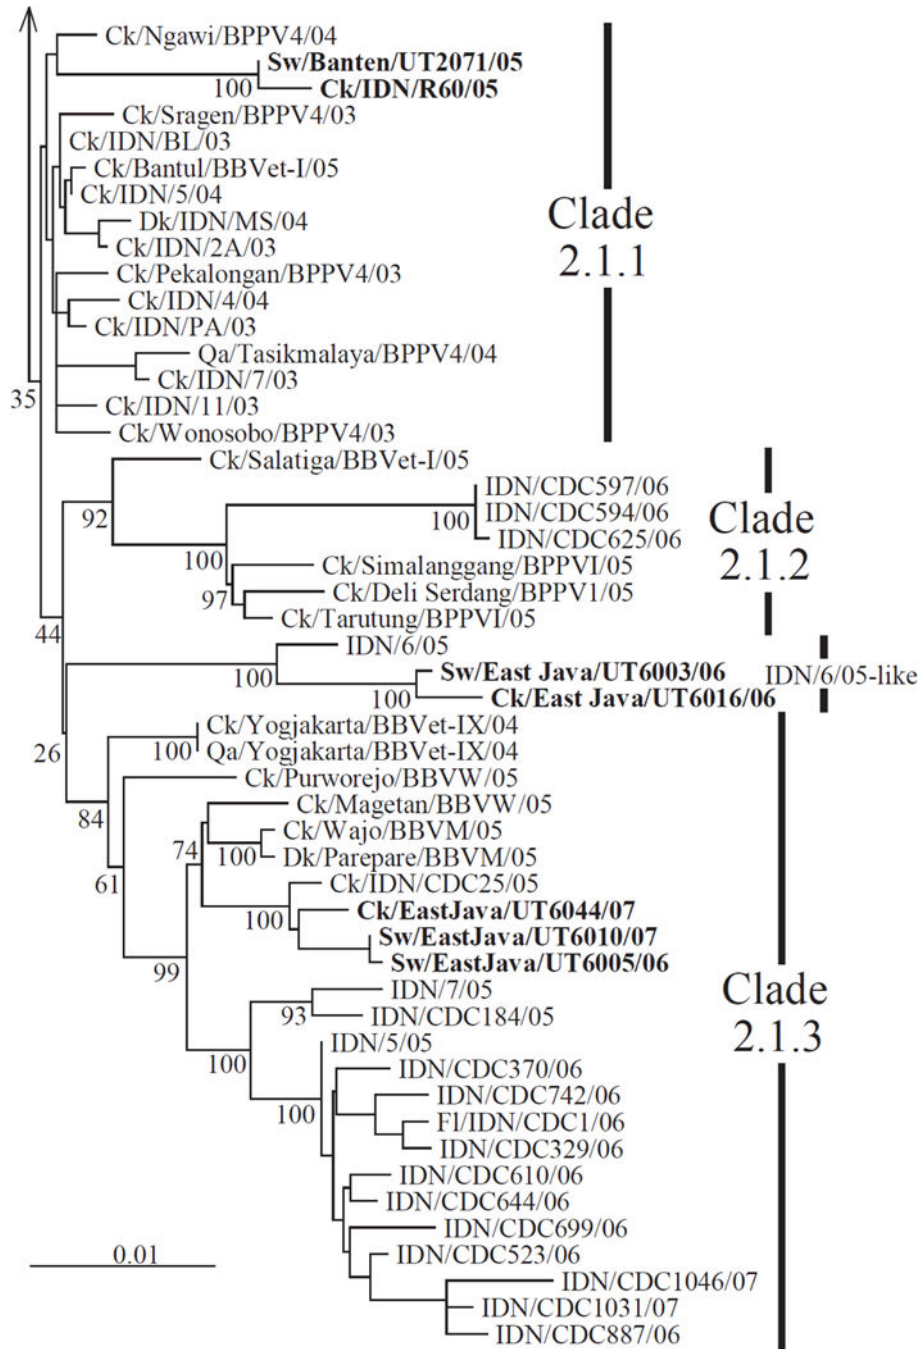 Ck/Ngawi/BPPV4/04
Sw/Banten/UT2071/05
100
Ck/IDN/R60/05
Ck/Sragen/BPPV4/03
Ck/IDN/BL/03
Ck/Bantul/BBVet-I/05
Ck/IDN/5/04
Dk/IDN/MS/04
Clade
Ck/IDN/2A/03
2.1.1
Ck/Pekalongan/BPPV4/03
Ck/IDN/4/04
Ck/IDN/PA/03
Qa/Tasikmalaya/BPPV4/04
Ck/IDN/7/03
35
Ck/IDN/11/03
Ck/Wonosobo/BPPV4/03
Ck/Salatiga/BBVet-I/05
IDN/CDC597/06
92
100
IDN/CDC594/06
Clade
IDN/CDC625/06
100
2.1.2
Ck/Simalanggang/BPPVI/05
97
Ck/Deli Serdang/BPPV1/05
Ck/Tarutung/BPPVI/05
44
IDN/6/05
100
Sw/East Java/UT6003/06
IDN/6/05-like
100
Ck/East Java/UT6016/06
Ck/Yogjakarta/BBVet-IX/04
26
100
Qa/Yogjakarta/BBVet-IX/04
Ck/Purworejo/BBVW/05
84
Ck/Magetan/BBVW/05
74
Ck/Wajo/BBVM/05
100
Dk/Parepare/BBVM/05
61
Ck/IDN/CDC25/05
100
Ck/EastJava/UT6044/07
Sw/EastJava/UT6010/07
99
Sw/EastJava/UT6005/06
IDN/7/05
Clade
93
IDN/CDC184/05
2.1.3
IDN/5/05
100
IDN/CDC370/06
100
IDN/CDC742/06
Fl/IDN/CDC1/06
IDN/CDC329/06
IDN/CDC610/06
IDN/CDC644/06
IDN/CDC699/06
0.01
IDN/CDC523/06
IDN/CDC1046/07
IDN/CDC1031/07
IDN/CDC887/06